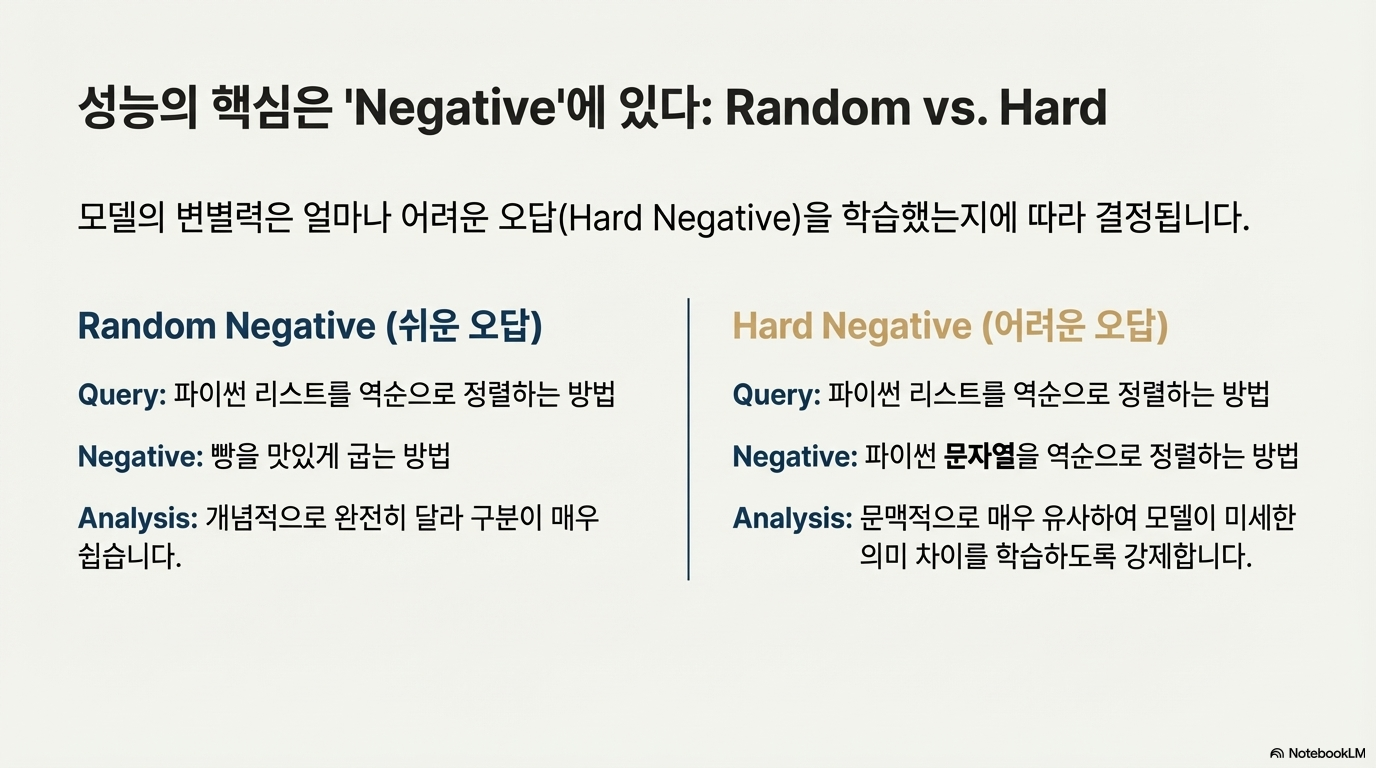 성능의 핵심은 'Negative'에 있다: Random vs. Hard
모델의 변별력은 얼마나 어려운 오답(Hard Negative)을 학습했는지에 따라 결정됩니다.
Random Negative (쉬운 오답)
Query: 파이썬 리스트를 역순으로 정렬하는 방법
Negative: 빵을 맛있게 굽는 방법
Analysis: 개념적으로 완전히 달라 구분이 매우
쉽습니다.
Hard Negative (어려운 오답)
Query: 파이썬 리스트를 역순으로 정렬하는 방법
Negative: 파이썬 문자열을 역순으로 정렬하는 방법
Analysis: 문맥적으로 매우 유사하여 모델이 미세한
의미 차이를 학습하도록 강제합니다.
NotebookLM